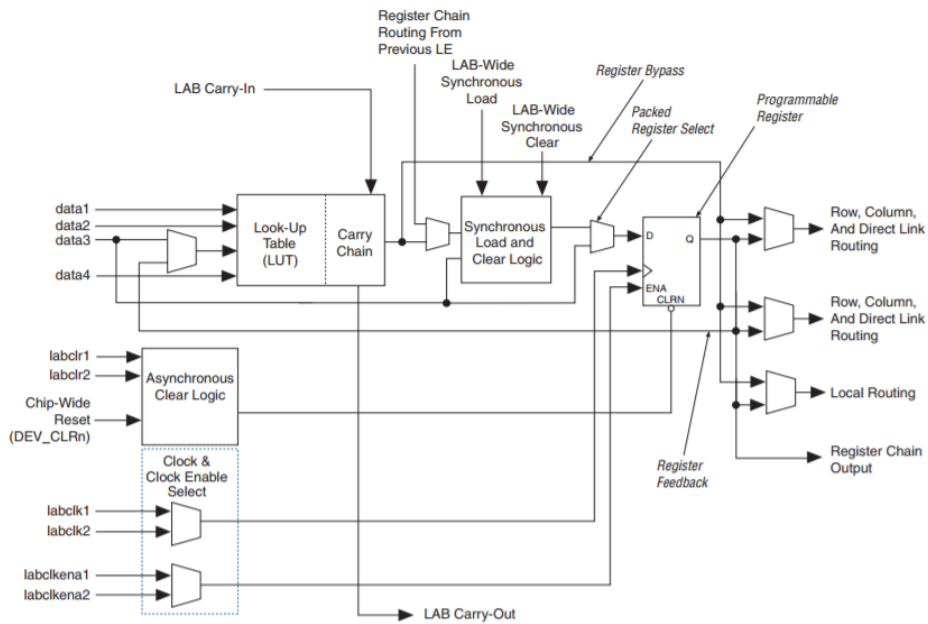 Register Chain
Routing From
Previous LE
LAB-Wide
Synchronous
Load
Register Bypass
LAB Carry-In
LAB-Wide
Synchronous
Clear
Packed
Register Select
Programmable
Register
data1
data2
data3
data4
Look-Up
Table
(LUT)
Carry
Chain
Synchronous
Load and
Clear Logic
D
Q
ENA
CLRN
Row, Column,
And Direct Link
Routing
Row, Column,
And Direct Link
Routing
Local Routing
Register Chain
Output
Register
Feedback
labclr1
labclr2
Chip-Wide
Reset
(DEV_CLRn)
Asynchronous
Clear Logic
Clock &
Clock Enable
Select
labclk1
labclk2
labclkena1
labclkena2
LAB Carry-Out